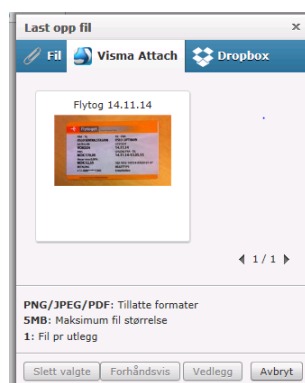 Last opp fil
Fil
Visma Attach
Dropbox
Flytog 14.11.14
1 / 1
PNG/JPEG/PDF: Tillatte formater
5MB: Maksimum fil størrelse
1: Fil pr utlegg
Slett valgte
Forhåndsvis
Vedlegg
Avbryt